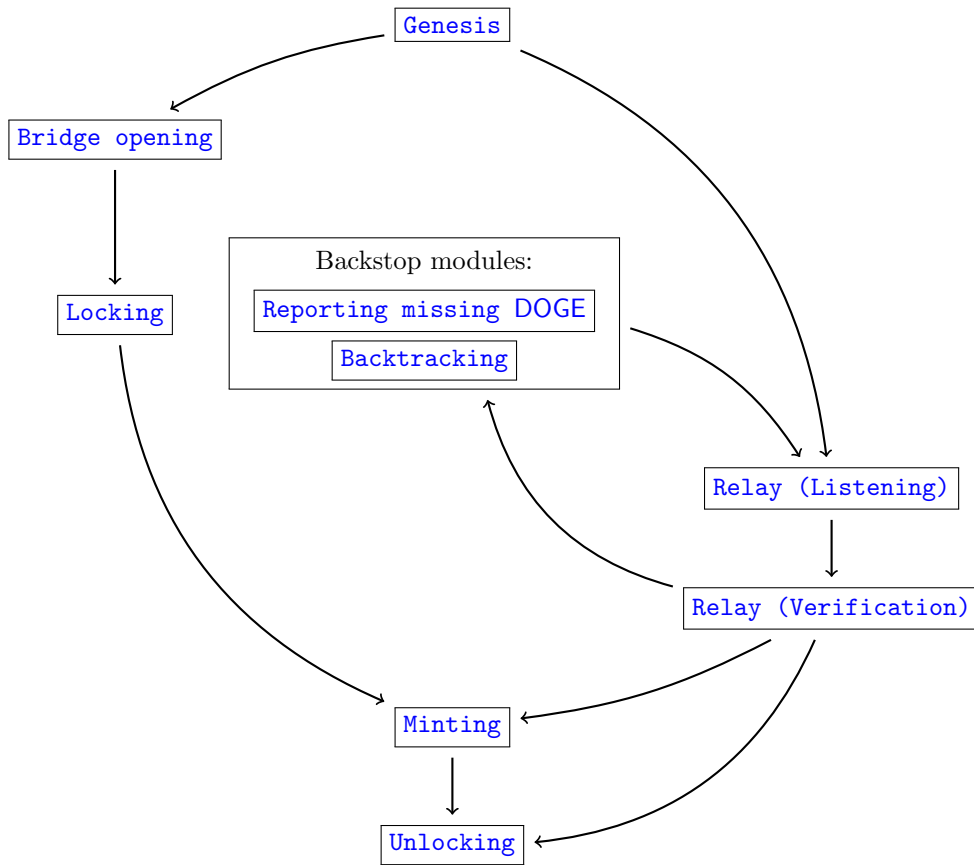 Genesis
Bridge opening
Backstop modules:
Reporting missing DOGE
Locking
Backtracking
Relay (Listening)
Relay (Verification)
Minting
Unlocking